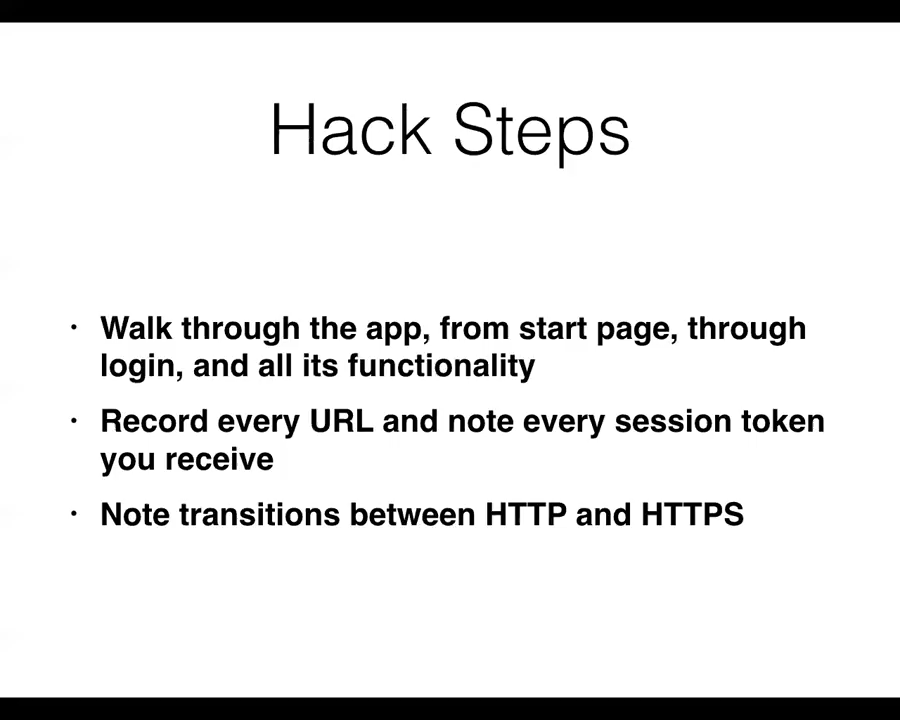 Hack Steps
· Walk through the app, from start page, through
login, and all its functionality
· Record every URL and note every session token
you receive
· Note transitions between HTTP and HTTPS